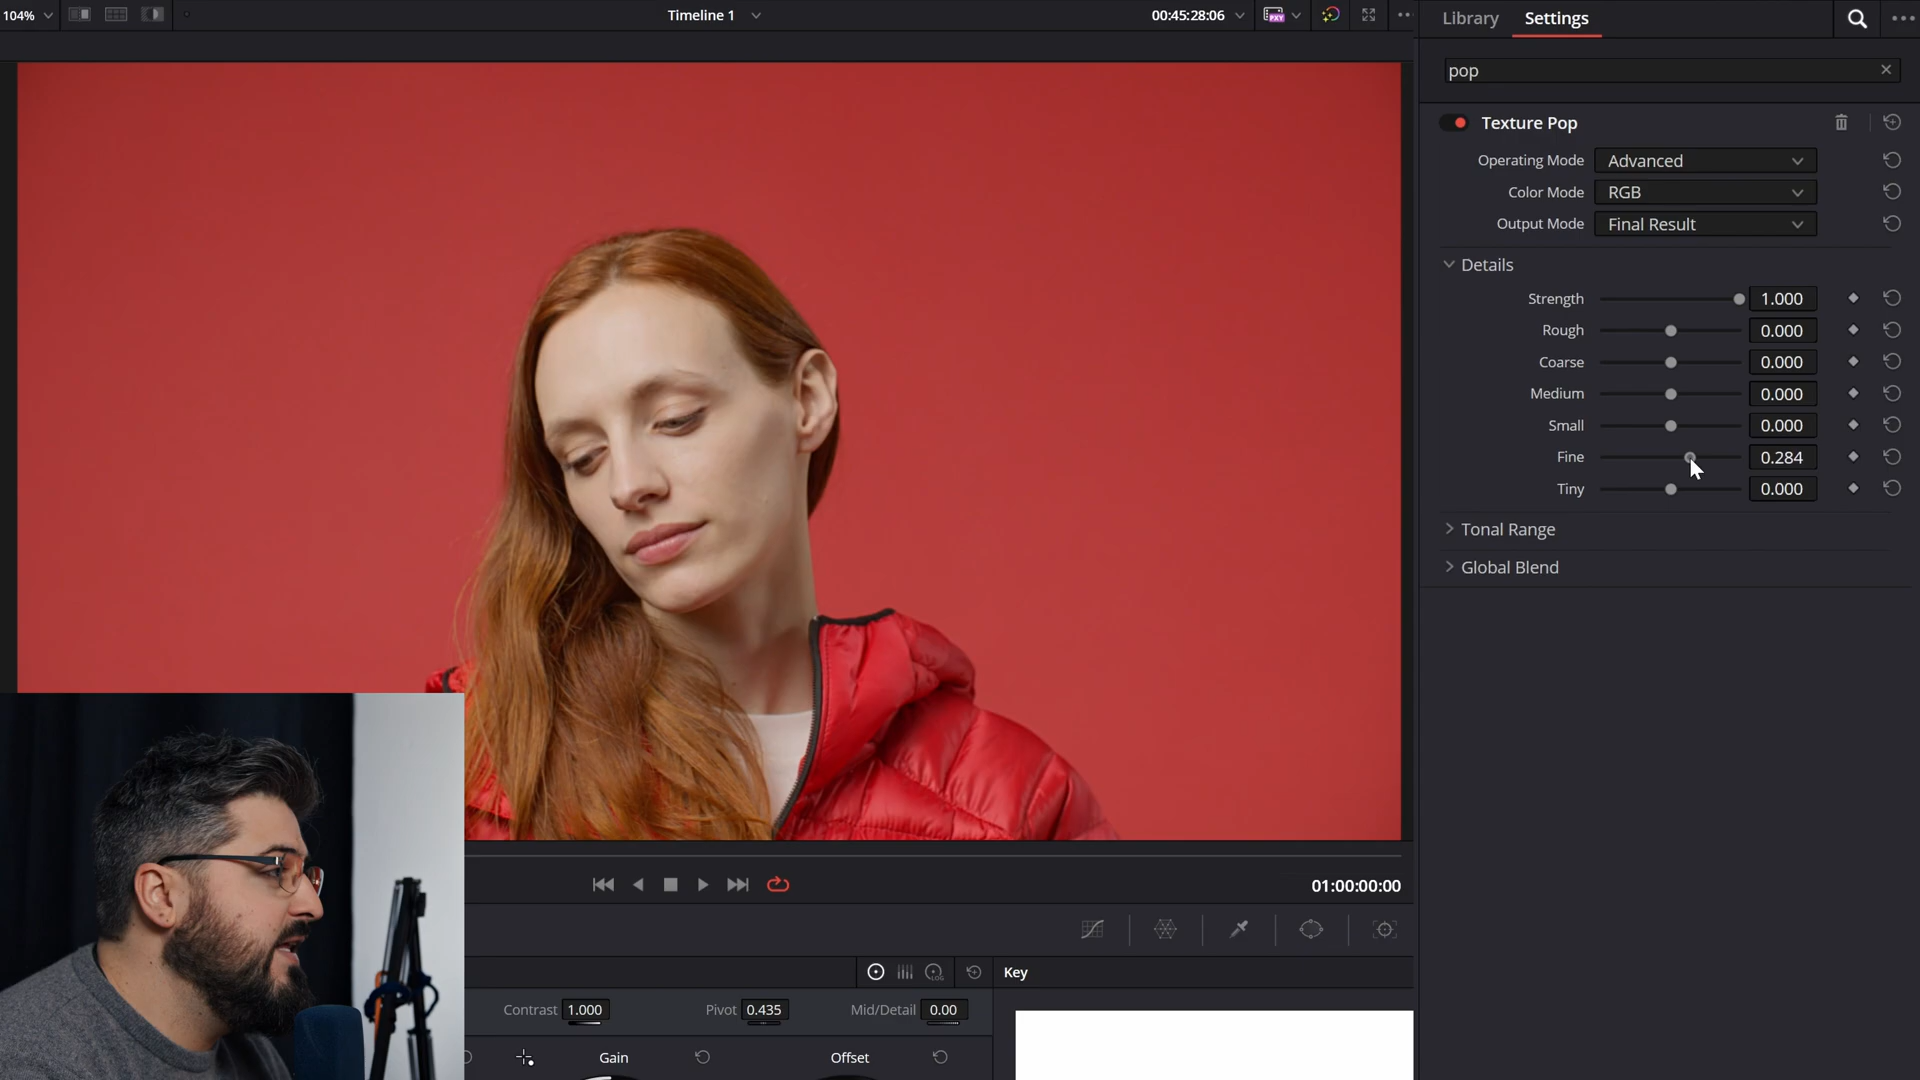 104%
Timeline 1
00:45:28:06
PXY
Library
Settings
pop
Texture Pop
Operating Mode
Advanced
Color Mode
RGB
Output Mode
Final Result
Details
Strength
1.000
Rough
0.000
Coarse
0.000
Medium
0.000
Small
0.000
Fine
0.284
Tiny
0.000
Tonal Range
Global Blend
01:00:00:00
LOG
Key
Contrast
1.000
Pivot
0.435
Mid/Detail
0.00
Gain
Offset